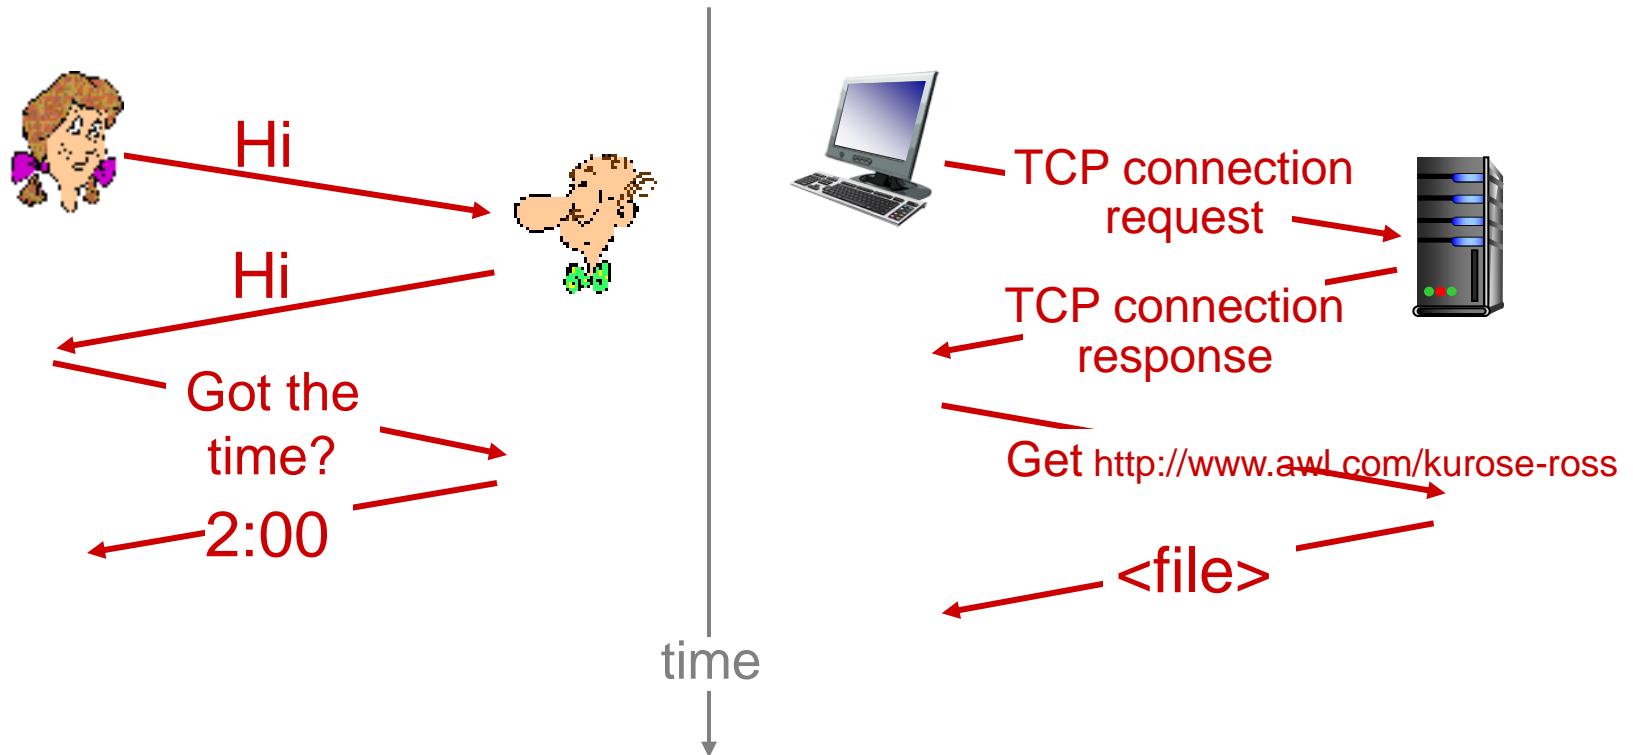 Hi
Hi
Got the
time?
2:00
TCP connection
request
TCP connection
response
Get http://www.awl.com/kurose-ross
<file>
time